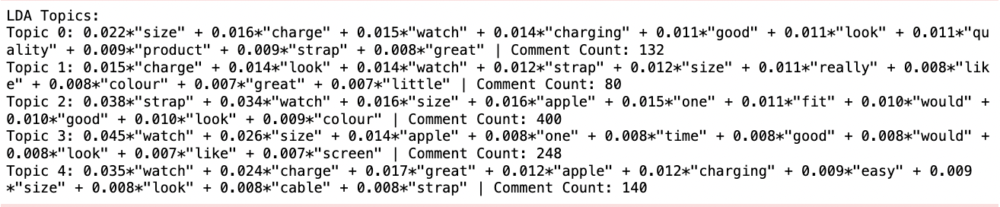 LDA Topics:
Topic 0: 0.022*"size" + 0.016*"charge" + 0.015*"watch" + 0.014*"charging" + 0.011*"good" + 0.011*"look" + 0.011*"qu
ality" + 0.009*"product" + 0.009*"strap" + 0.008*"great" | Comment Count: 132
Topic 1: 0.015*"charge" + 0.014*"look" + 0.014*"watch" + 0.012*"strap" + 0.012*"size" + 0.011*"really" + 0.008*"lik
e" + 0.008*"colour" + 0.007*"great" + 0.007*"little" | Comment Count: 80
Topic 2: 0.038*"strap" + 0.034*"watch" + 0.016*"size" + 0.016*"apple" + 0.015*"one" + 0.011*"fit" + 0.010*"would" +
0.010*"good" + 0.010*"look" + 0.009*"colour" | Comment Count: 400
Topic 3: 0.045*"watch" + 0.026*"size" + 0.014*"apple" + 0.008*"one" + 0.008*"time" + 0.008*"good" + 0.008*"would" +
0.008*"look" + 0.007*"like" + 0.007*"screen" | Comment Count: 248
Topic 4: 0.035*"watch" + 0.024*"charge" + 0.017*"great" + 0.012*"apple" + 0.012*"charging" + 0.009*"easy" + 0.009
*"size" + 0.008*"look" + 0.008*"cable" + 0.008*"strap" | Comment Count: 140